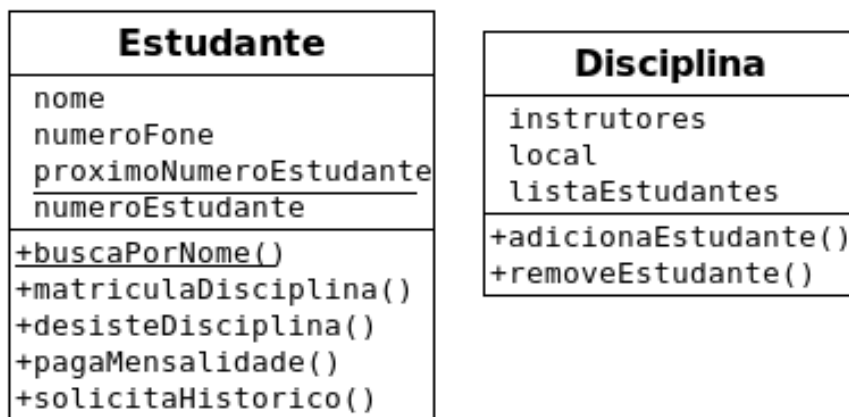 Estudante
nome
numeroFone
proximoNumeroEstudante
numeroEstudante
+buscaPorNome()
+matriculaDisciplina()
+desisteDisciplina()
+pagaMensalidade()
+solicitaHistorico()
Disciplina
instrutores
local
listaEstudantes
+adicionaEstudante()
+removeEstudante()